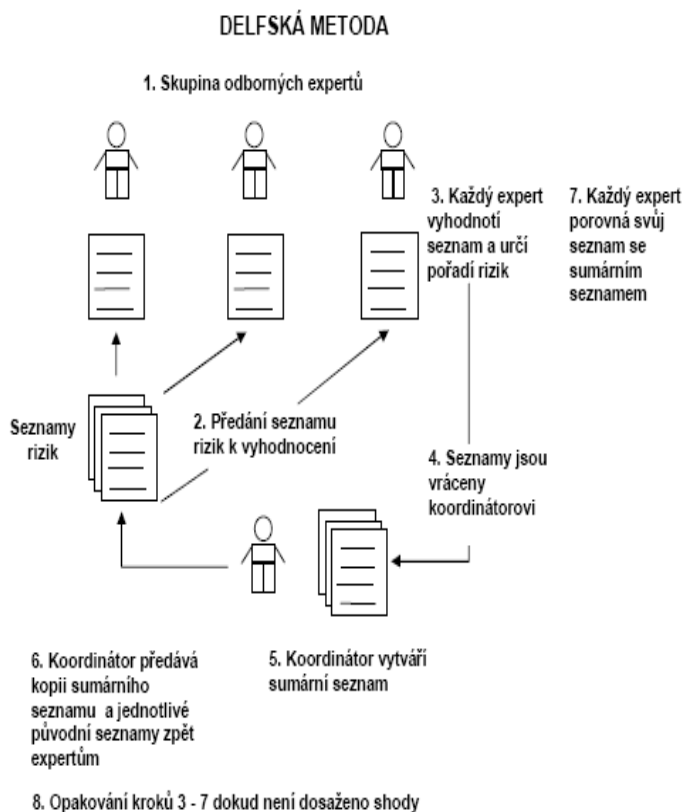 DELFSKÁ METODA
1. Skupina odborných expertů
3. Každý expert
vyhodnotí
seznam a určí
pořadí rizik
7. Každý expert
porovná svůj
seznam se
sumárním
seznamem
Seznamy
rizik
2. Předání seznamu
rizik k vyhodnocení
4. Seznamy jsou
vráceny
koordinátorovi
6. Koordinátor předává
kopii sumárního
seznamu a jednotlivé
původní seznamy zpět
expertům
5. Koordinátor vytváří
sumární seznam
8. Opakování kroků 3 - 7 dokud není dosaženo shody